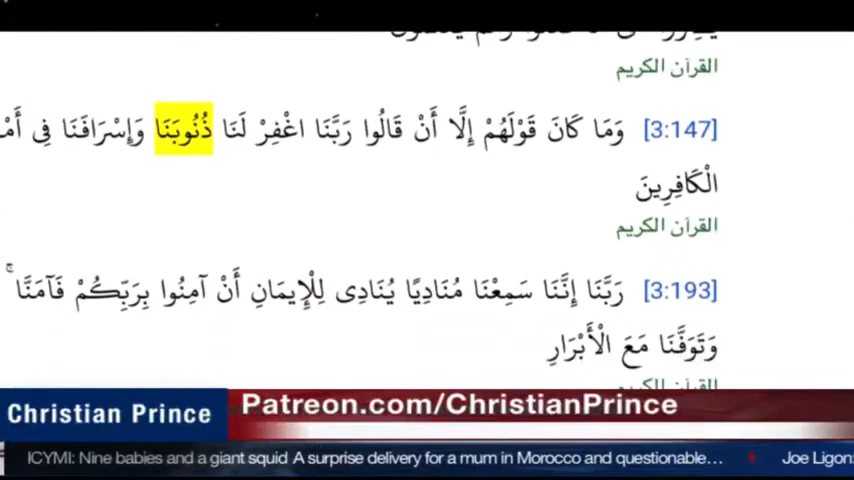 القرآن الكريم
[3:147] وَمَا كَانَ قَوْلَهُمْ إِلَّا أَنْ قَالُوا رَبَّنَا اغْفِرْ لَنَا ذُنُوبَنَا وَإِسْرَافَنَا فِى
الْكَافِرِينَ
القرآن الكريم
[3:193] رَبَّنَا إِنَّنَا سَمِعْنَا مُنَادِيًا يُنَادِى لِلْإِيمَانِ أَنْ آمِنُوا بِرَبِّكُمْ فَآمَنَّا ۚ
وَتَوَفَّنَا مَعَ الْأَبْرَارِ
القرآن الكريم
Christian Prince
Patreon.com/ChristianPrince
ICYMI: Nine babies and a giant squid A surprise delivery for a mum in Morocco and questionable... Joe Ligon: